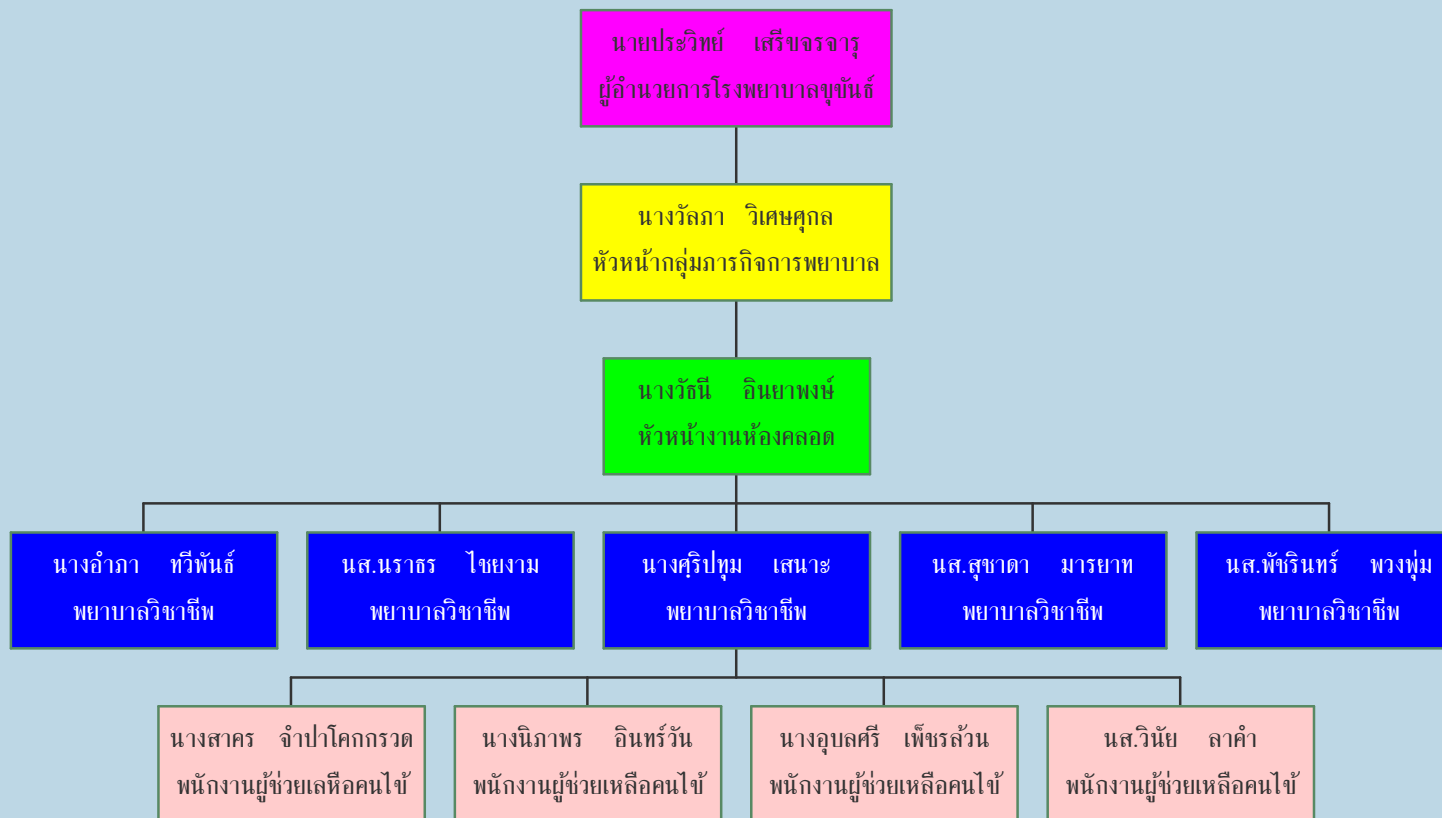 นายประวิทย์ เสรีขจรจารุ
ผู้อำนวยการโรงพยาบาลขุขันธ์
นางวัลภา วิเศษศุกล
หัวหน้ากลุ่มภารกิจการพยาบาล
นางวัธนี อินยาพงษ์
หัวหน้างานห้องคลอด
นางอำภา ทวีพันธ์
พยาบาลวิชาชีพ
นส.นราธร ไชยงาม
พยาบาลวิชาชีพ
นางศิริปทุม เสนาะ
พยาบาลวิชาชีพ
นส.สุชาดา มารยาท
พยาบาลวิชาชีพ
นส.พัชรินทร์ พวงพุ่ม
พยาบาลวิชาชีพ
นางสาคร จำปาโคกกรวด
พนักงานผู้ช่วยเลหือคนไข้
นางนิภาพร อินทร์วัน
พนักงานผู้ช่วยเหลือคนไข้
นางอุบลศรี เพ็ชรล้วน
พนักงานผู้ช่วยเหลือคนไข้
นส.วินัย ลาคำ
พนักงานผู้ช่วยเหลือคนไข้